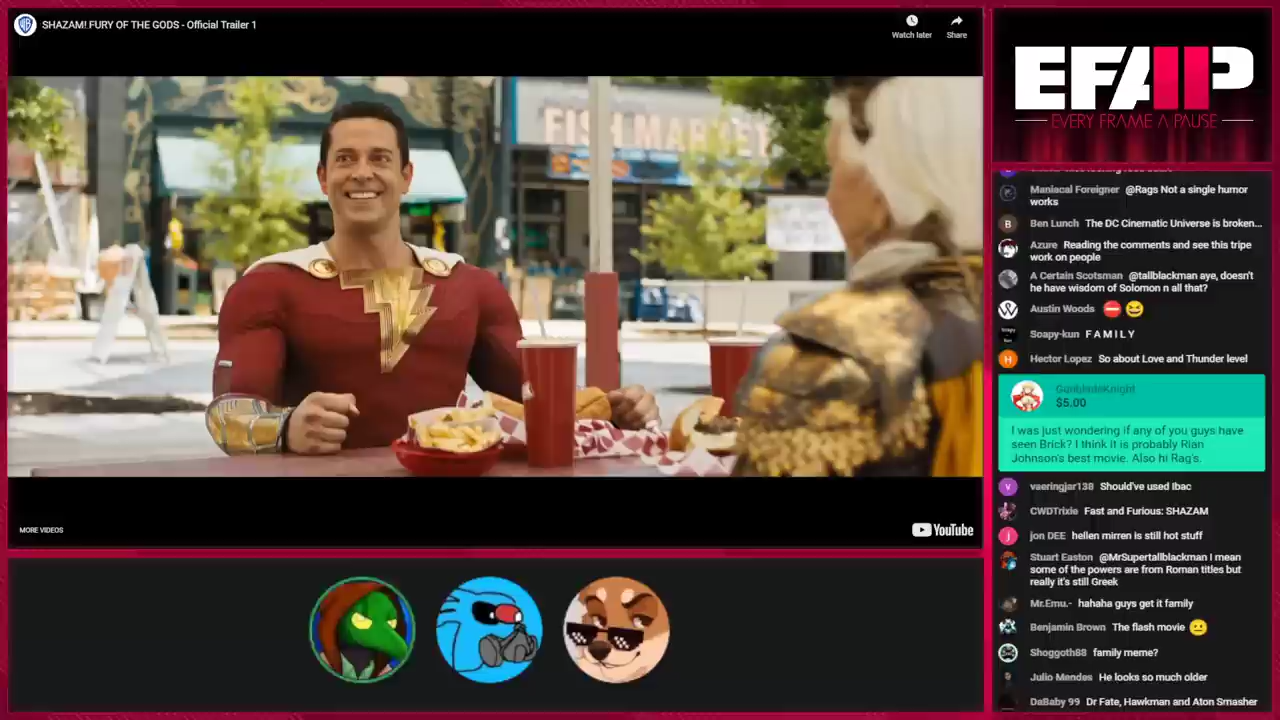 SHAZAM! FURY OF THE GODS - Official Trailer 1
Watch later
Share
FISH MARKET
MORE VIDEOS
YouTube
EFAP
EVERY FRAME A PAUSE
Maniacal Foreigner @Rags Not a single humor
works
Ben Lunch The DC Cinematic Universe is broken...
Azure Reading the comments and see this tripe
work on people
A Certain Scotsman @tallblackman aye, doesn't
he have wisdom of Solomon n all that?
Austin Woods ⛔ 😆
Soapy-kun F A M I L Y
Hector Lopez So about Love and Thunder level
GunbladeKnight
$5.00
I was just wondering if any of you guys have
seen Brick? I think it is probably Rian
Johnson's best movie. Also hi Rag's.
vaeringjar138 Should've used Ibac
CWDTrixie Fast and Furious: SHAZAM
jon DEE hellen mirren is still hot stuff
Stuart Easton @MrSupertallblackman I mean
some of the powers are from Roman titles but
really it's still Greek
Mr.Emu.- hahaha guys get it family
Benjamin Brown The flash movie 😐
Shoggoth88 family meme?
Julio Mendes He looks so much older
DaBaby 99 Dr Fate, Hawkman and Aton Smasher